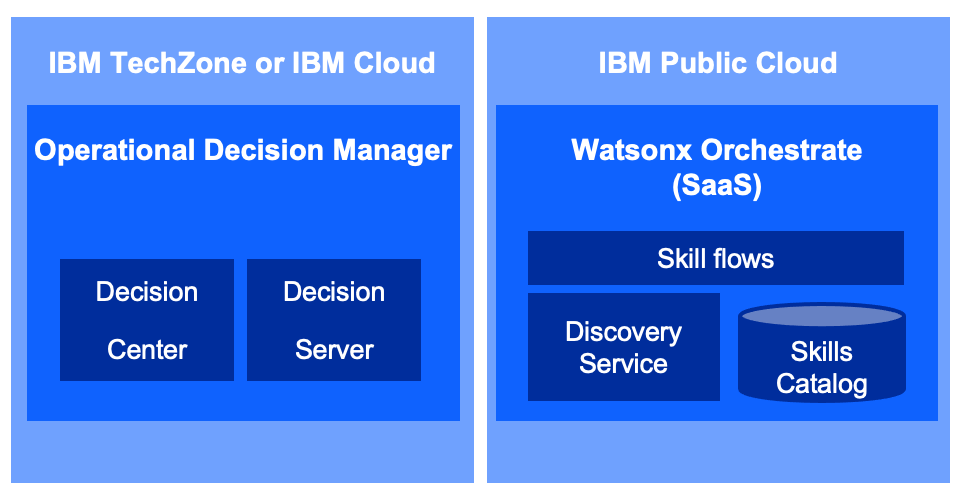 IBM TechZone or IBM Cloud
Operational Decision Manager
Decision
Center
Decision
Server
IBM Public Cloud
Watsonx Orchestrate
(SaaS)
Skill flows
Discovery
Service
Skills
Catalog